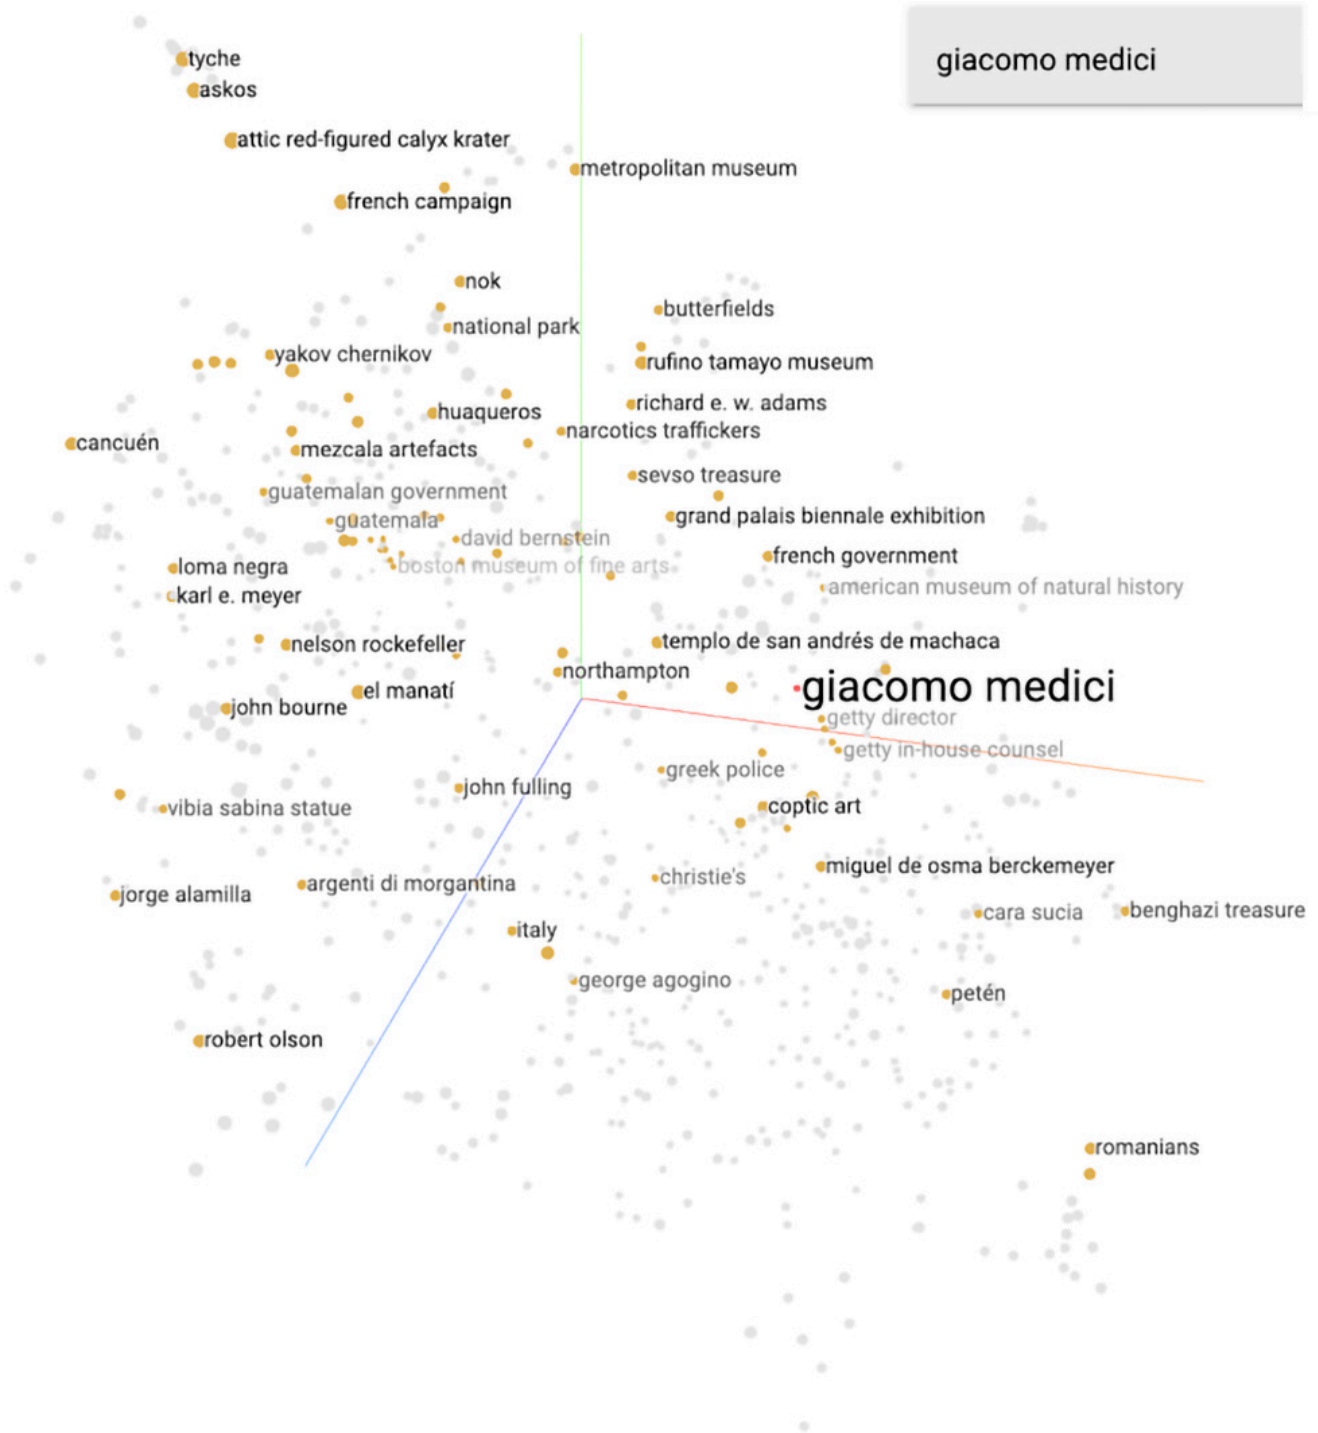 tyche
giacomo medici
askos
attic red-figured calyx krater
metropolitan museum
french campaign
nok
butterfields
national park
yakov chernikov
rufino tamayo museum
richard e. w. adams
huaqueros
narcotics traffickers
cancuén
mezcala artefacts
sevso treasure
guatemalan government
grand palais biennale exhibition
guatemala
david bernstein
french government
boston museum of fine arts
loma negra
american museum of natural history
karl e. meyer
templo de san andrés de machaca
nelson rockefeller
northampton
giacomo medici
el manatí
john bourne
getty director
getty in-house counsel
greek police
john fulling
coptic art
vibia sabina statue
miguel de osma berckemeyer
christie's
argenti di morgantina
jorge alamilla
benghazi treasure
cara sucia
italy
george agogino
petén
robert olson
romanians